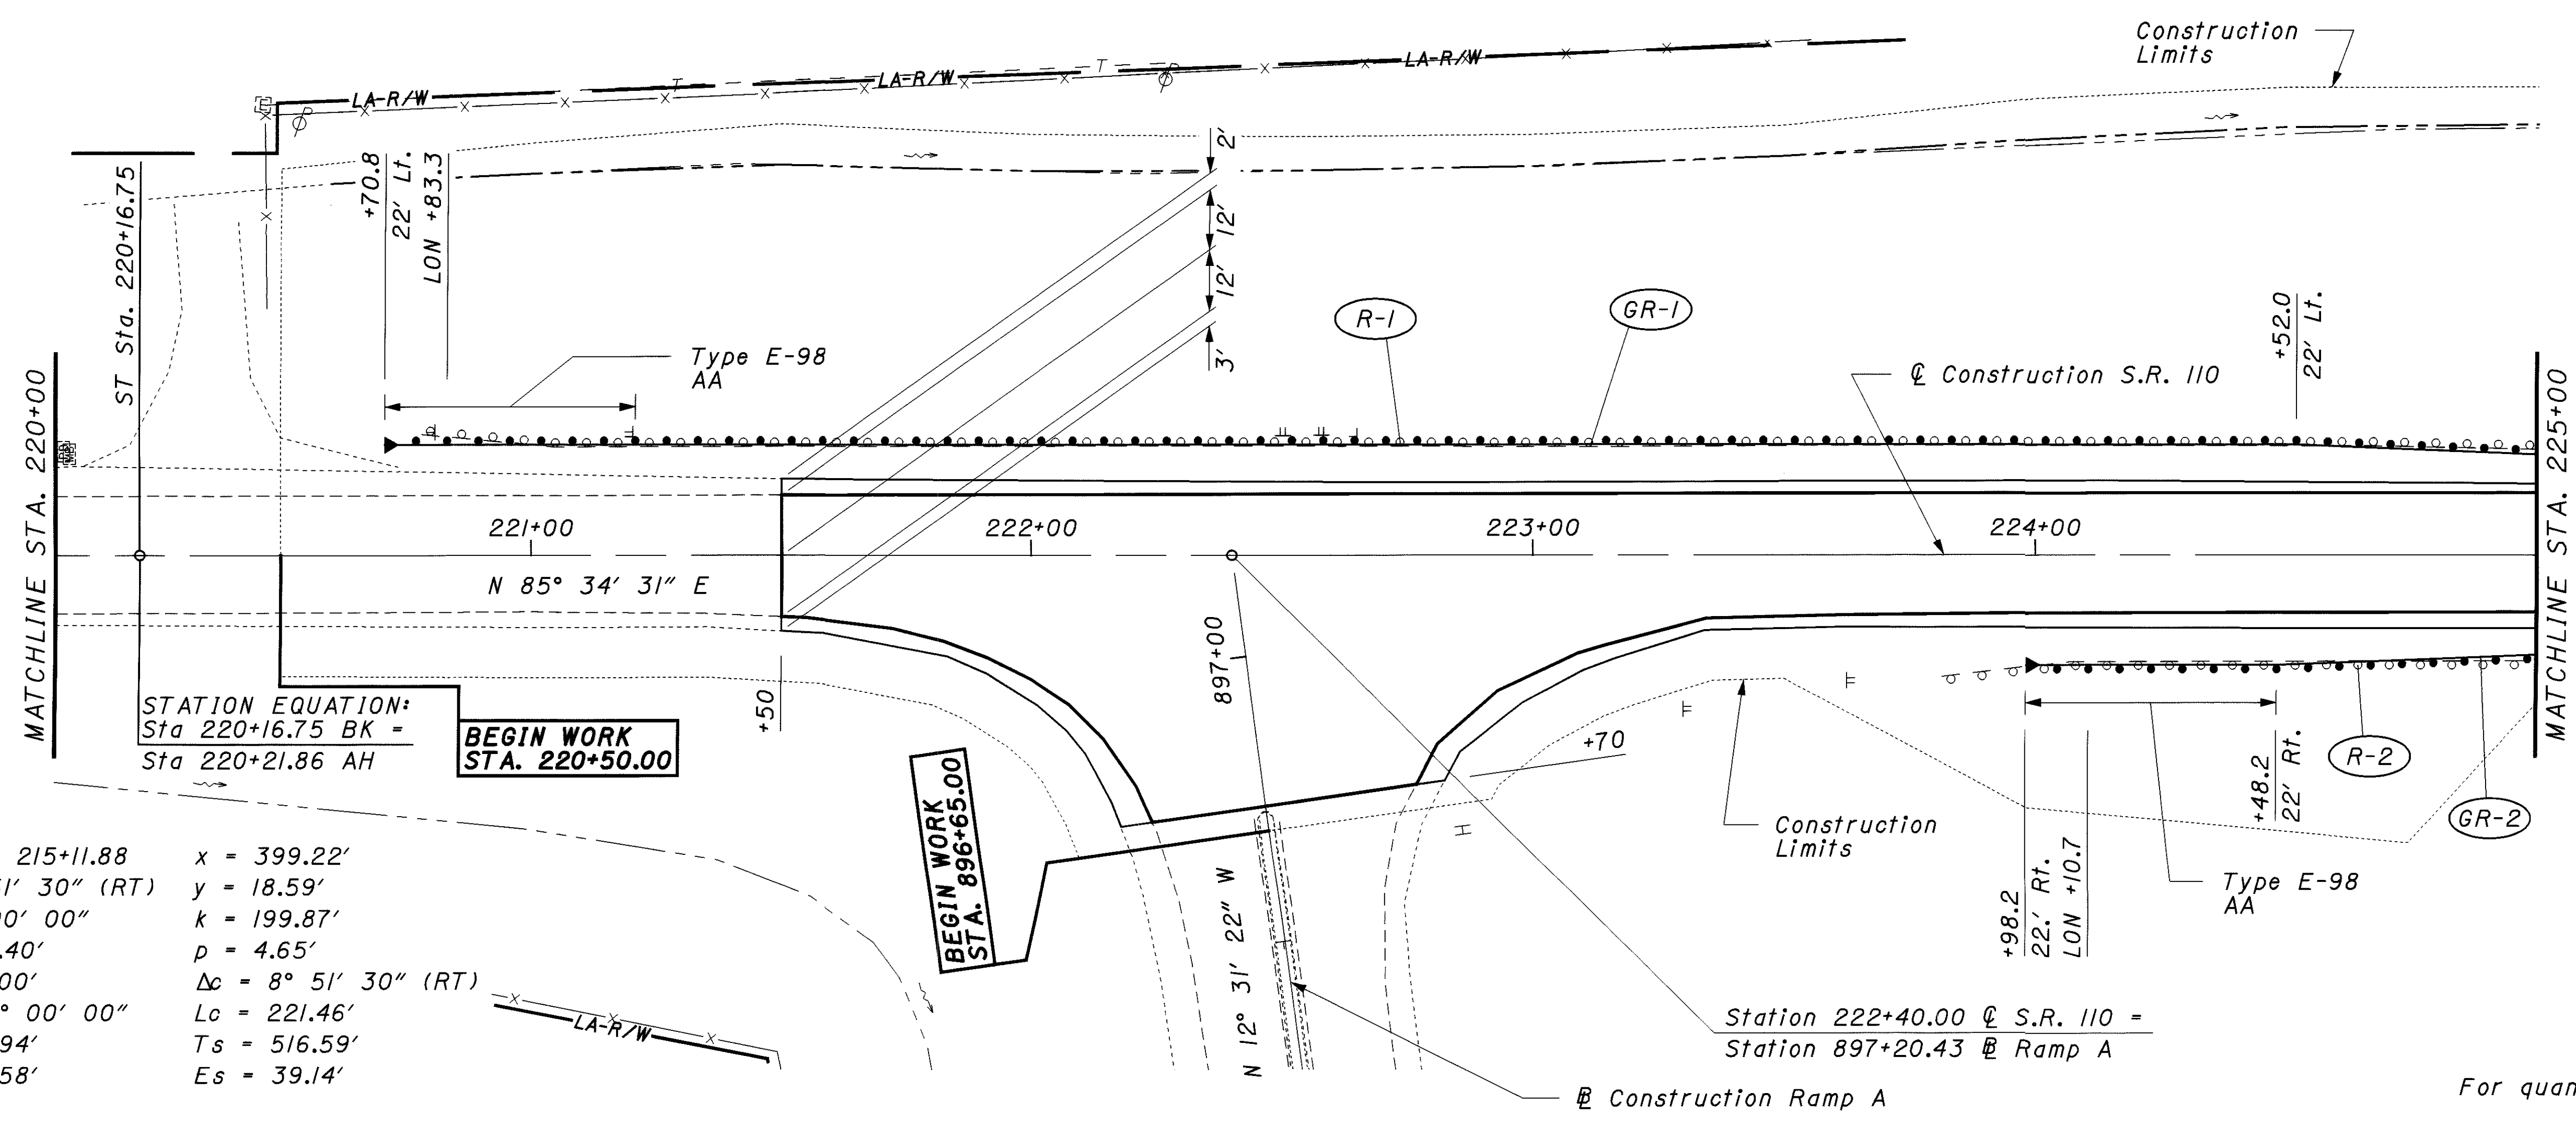 Construction
Limits
LA-R/W
LA-R/W
LA-R/W
T
T
P
P
E
2'
12'
12'
3'
+70.8
22' Lt.
LON +83.3
ST Sta. 220+16.75
R-1
GR-1
+52.0
22' Lt.
Type E-98
AA
℄ Construction S.R. 110
MATCHLINE STA. 220+00
MATCHLINE STA. 225+00
221+00
222+00
223+00
224+00
N 85° 34' 31" E
897+00
+50
STATION EQUATION:
Sta 220+16.75 BK =
Sta 220+21.86 AH
BEGIN WORK
STA. 220+50.00
BEGIN WORK
STA. 896+65.00
+70
+48.2
22' Rt.
R-2
GR-2
Construction
Limits
+98.2
22.' Rt.
LON +10.7
Type E-98
AA
215+11.88
x = 399.22'
51' 30" (RT)
y = 18.59'
00' 00"
k = 199.87'
.40'
p = 4.65'
00'
Δc = 8° 51' 30" (RT)
° 00' 00"
Lc = 221.46'
94'
Ts = 516.59'
58'
Es = 39.14'
LA-R/W
N 12° 31' 22" W
Station 222+40.00 ℄ S.R. 110 =
Station 897+20.43 BL Ramp A
BL Construction Ramp A
For quan